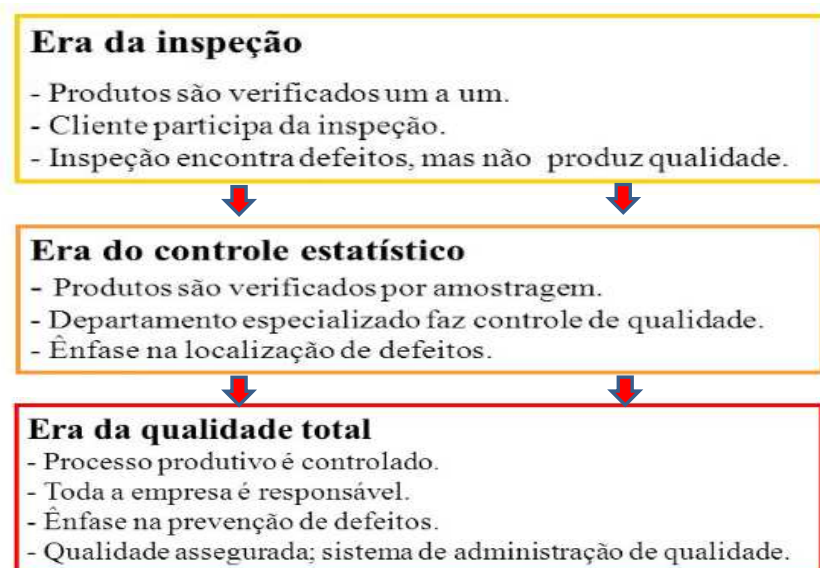 Era da inspeção
- Produtos são verificados um a um.
- Cliente participa da inspeção.
- Inspeção encontra defeitos, mas não produz qualidade.
Era do controle estatístico
- Produtos são verificados por amostragem.
- Departamento especializado faz controle de qualidade.
- Ênfase na localização de defeitos.
Era da qualidade total
- Processo produtivo é controlado.
- Toda a empresa é responsável.
- Ênfase na prevenção de defeitos.
- Qualidade assegurada; sistema de administração de qualidade.